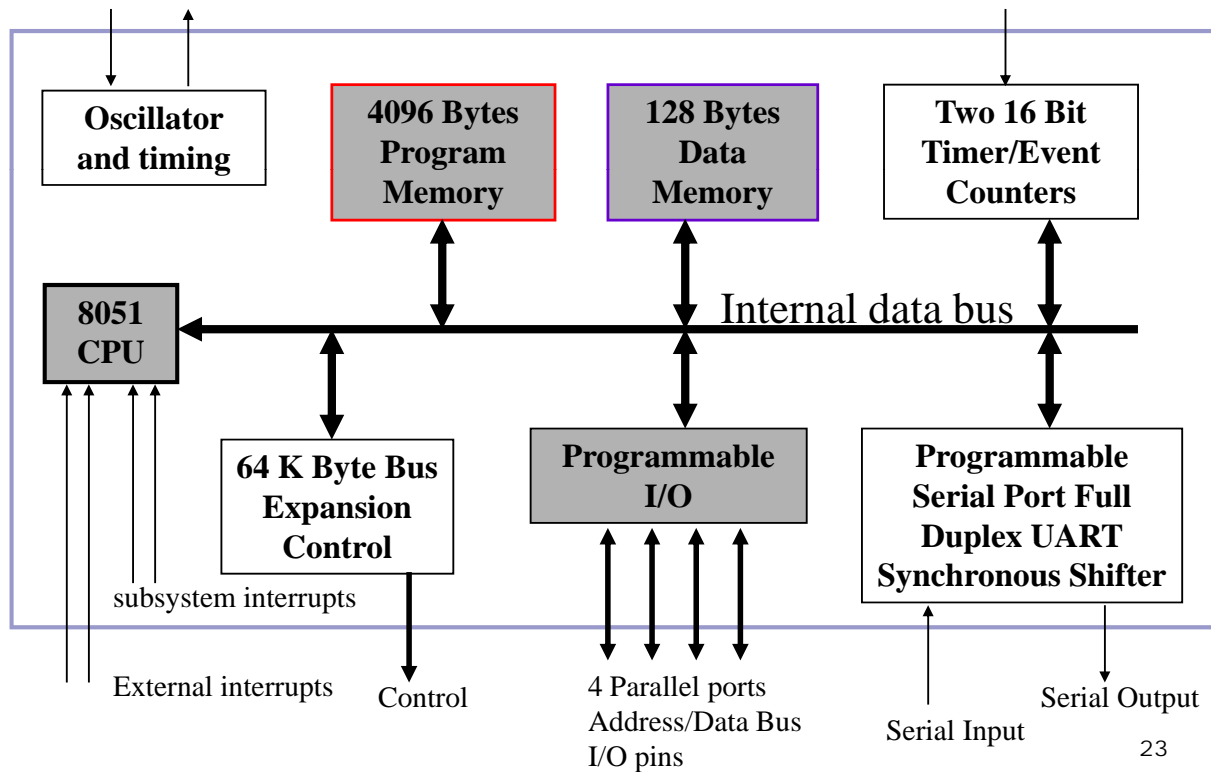 Oscillator
and timing
4096 Bytes
Program
Memory
128 Bytes
Data
Memory
Two 16 Bit
Timer/Event
Counters
8051
CPU
Internal data bus
64 K Byte Bus
Expansion
Control
Programmable
I/O
Programmable
Serial Port Full
Duplex UART
Synchronous Shifter
subsystem interrupts
External interrupts
Control
4 Parallel ports
Address/Data Bus
I/O pins
Serial Input
Serial Output
23